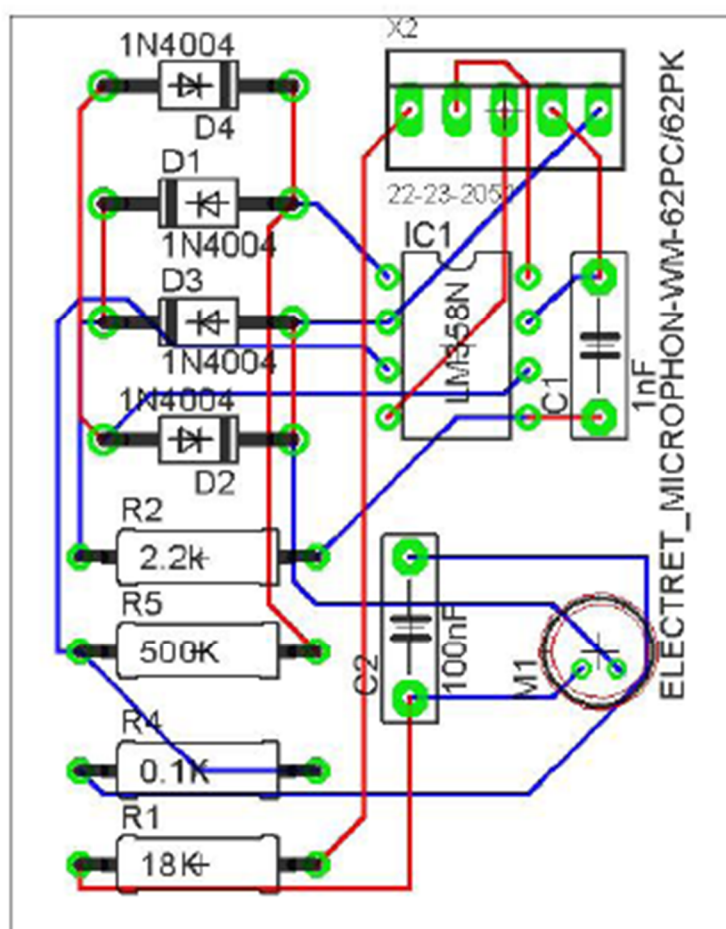 X2
1N4004
D4
D1
1N4004
22-23-2051
IC1
D3
1N4004
LM358N
1N4004
D2
C1
1nF
ELECTRET_MICROPHON-WM-62PC/62PK
R2
2.2k
R5
500K
C2
100nF
M1
R4
0.1K
R1
18K